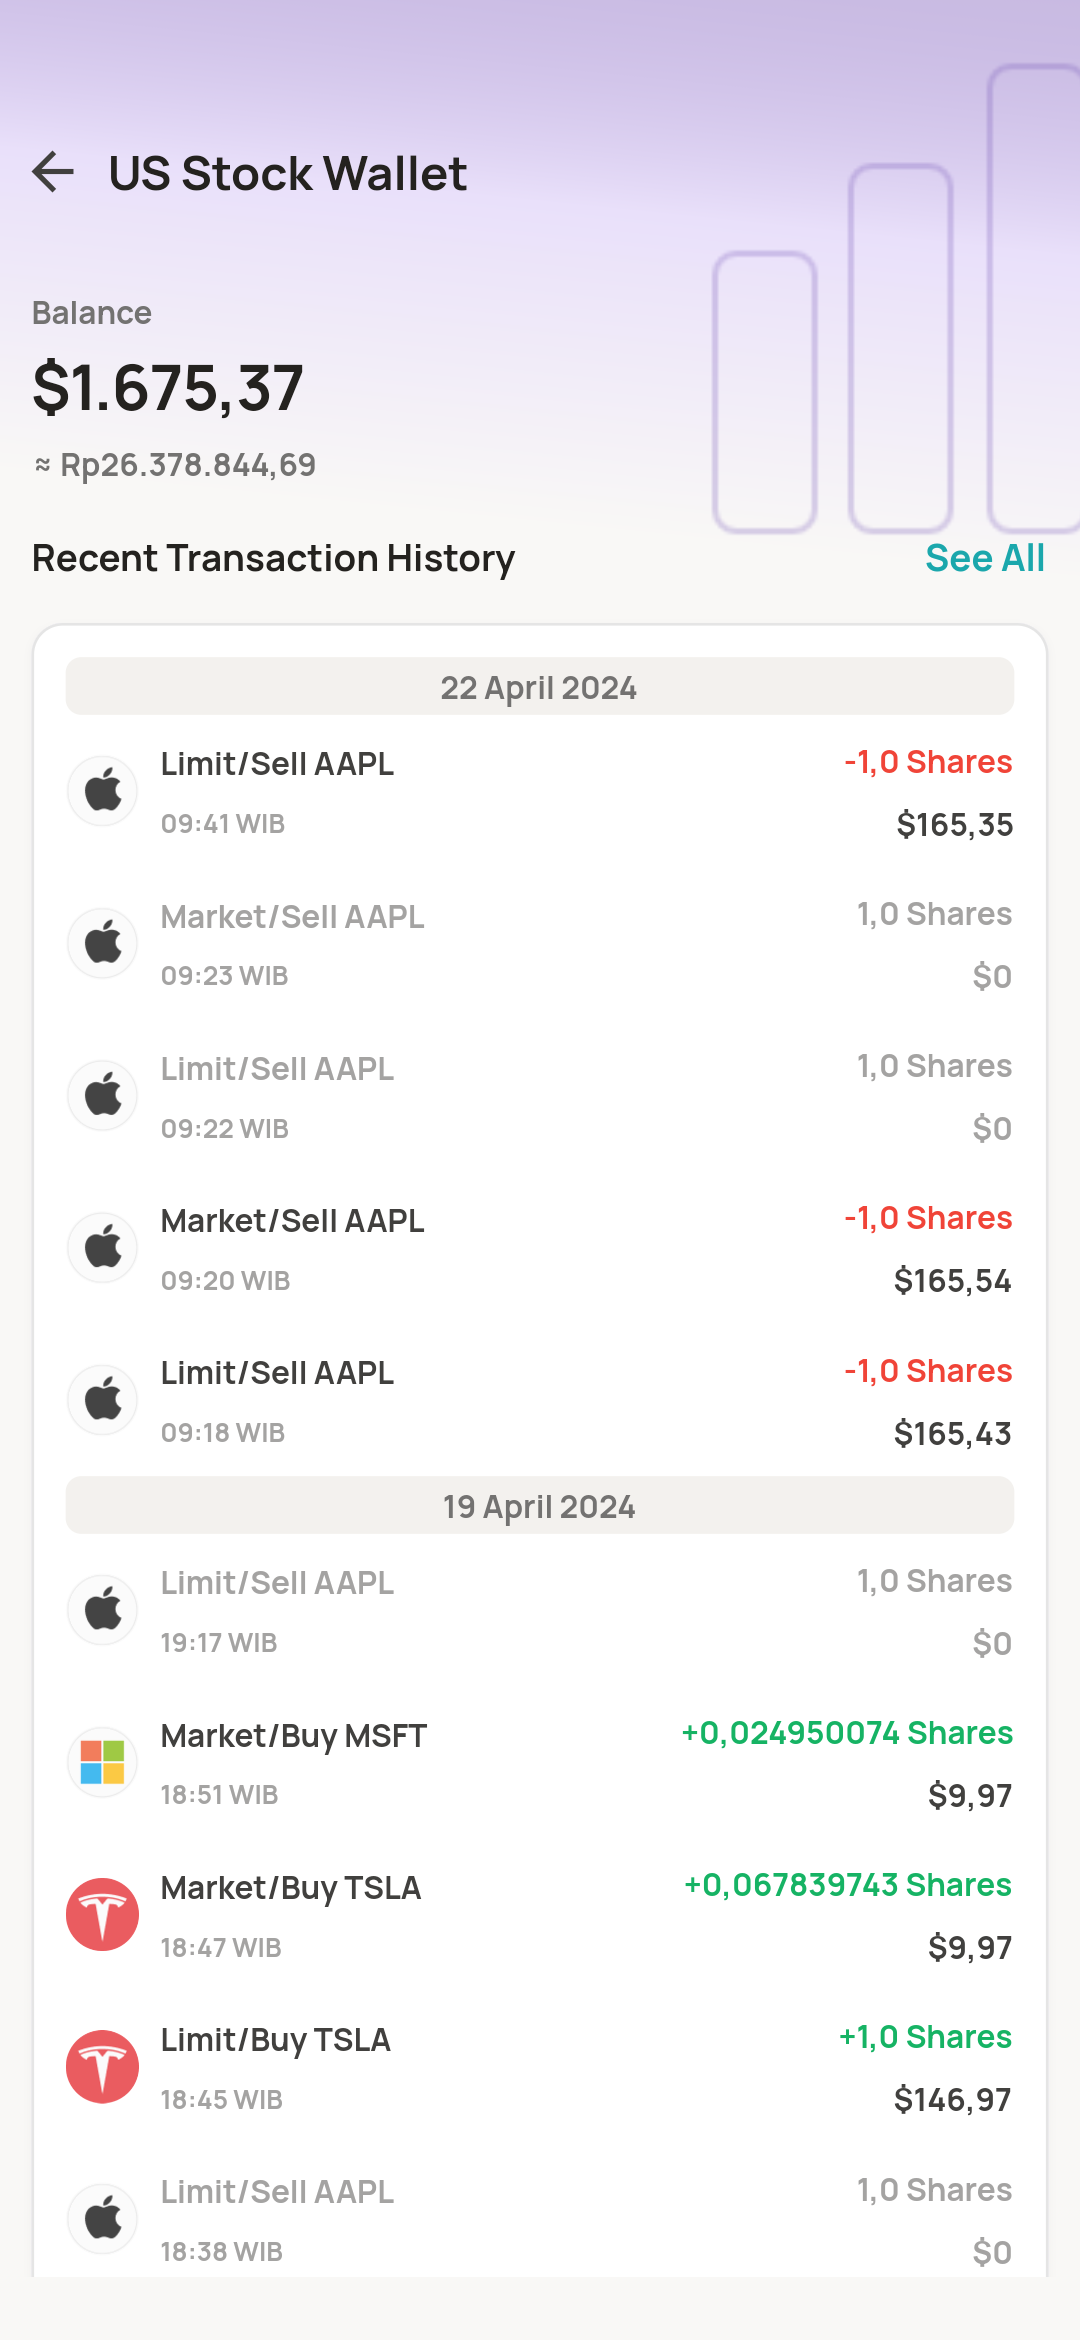 US Stock Wallet
Balance
$1.675,37
≈ Rp26.378.844,69
Recent Transaction History See All
22 April 2024
Limit/Sell AAPL -1,0 Shares
09:41 WIB $165,35
Market/Sell AAPL 1,0 Shares
09:23 WIB $0
Limit/Sell AAPL 1,0 Shares
09:22 WIB $0
Market/Sell AAPL -1,0 Shares
09:20 WIB $165,54
Limit/Sell AAPL -1,0 Shares
09:18 WIB $165,43
19 April 2024
Limit/Sell AAPL 1,0 Shares
19:17 WIB $0
Market/Buy MSFT +0,024950074 Shares
18:51 WIB $9,97
Market/Buy TSLA +0,067839743 Shares
18:47 WIB $9,97
Limit/Buy TSLA +1,0 Shares
18:45 WIB $146,97
Limit/Sell AAPL 1,0 Shares
18:38 WIB $0